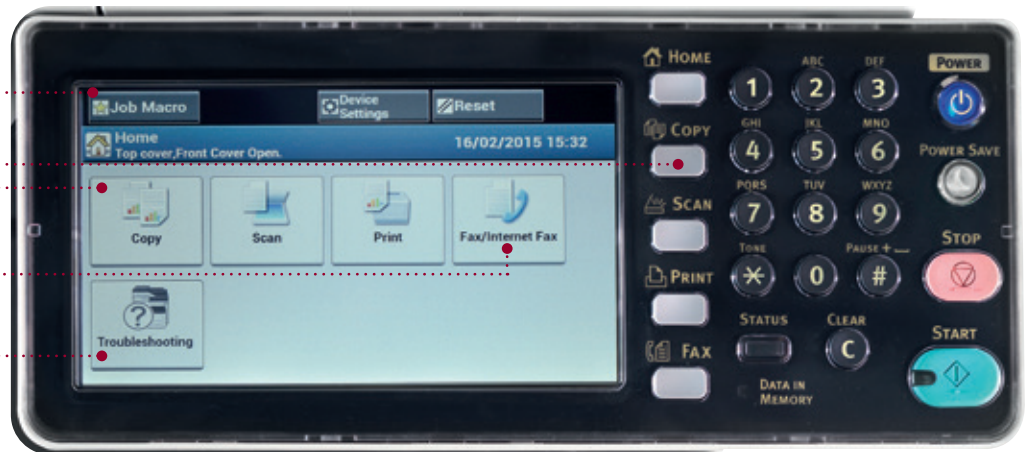 Job Macro
Device
Settings
Reset
Home
Top cover,Front Cover Open.
16/02/2015 15:32
Copy
Scan
Print
Fax/Internet Fax
Troubleshooting
HOME
COPY
SCAN
PRINT
FAX
ABC
DEF
1
2
3
GHI
JKL
MNO
4
5
6
PQRS
TUV
WXYZ
7
8
9
TONE
PAUSE +
0
#
STATUS
CLEAR
C
DATA IN
MEMORY
POWER
POWER SAVE
STOP
START